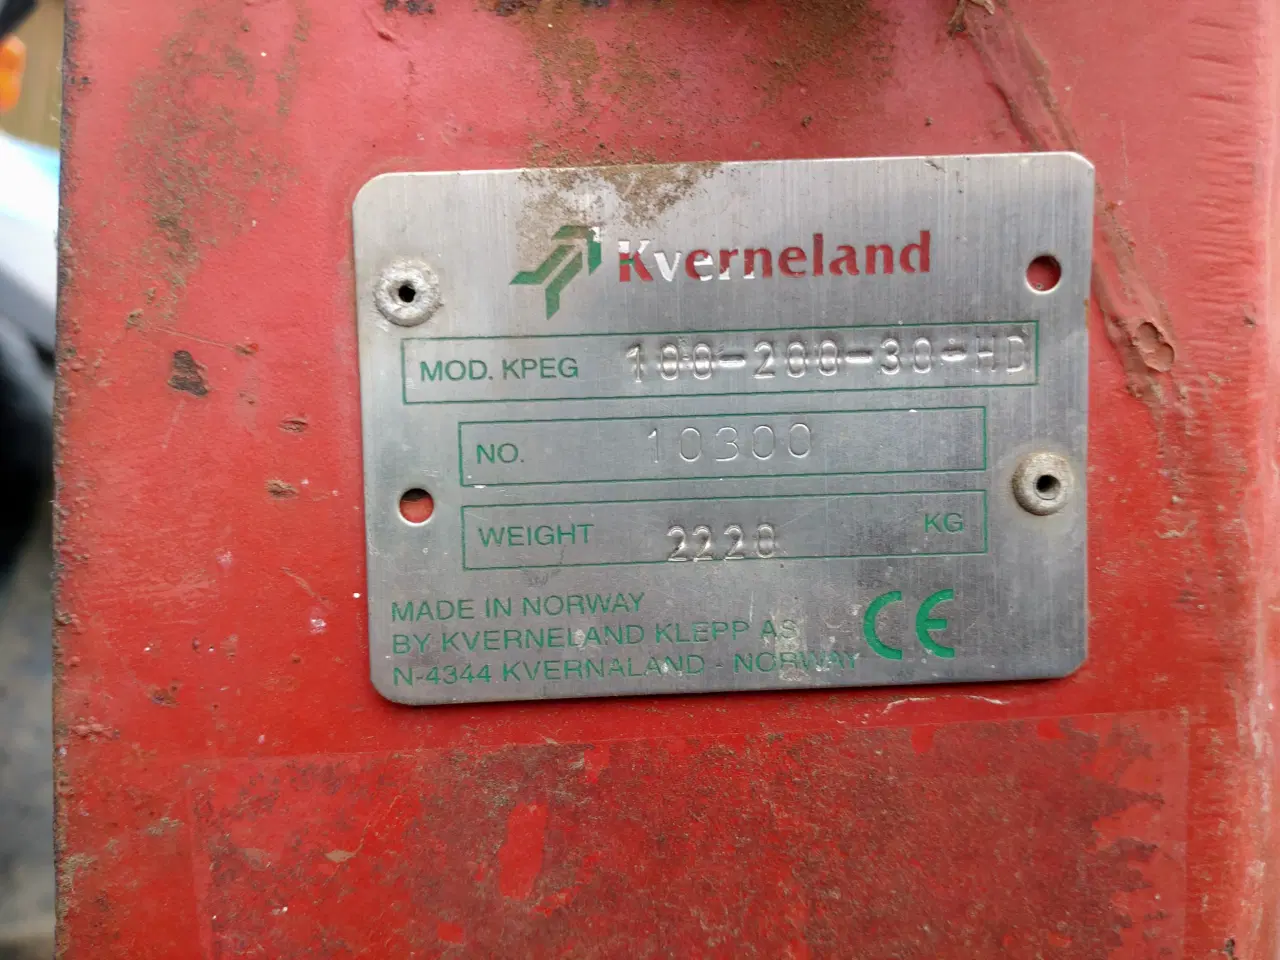 Kverneland
MOD. KPEG 100-200-30-HD
NO. 10300
WEIGHT 2220 KG
MADE IN NORWAY
BY KVERNELAND KLEPP AS
N-4344 KVERNALAND - NORWAY
CE